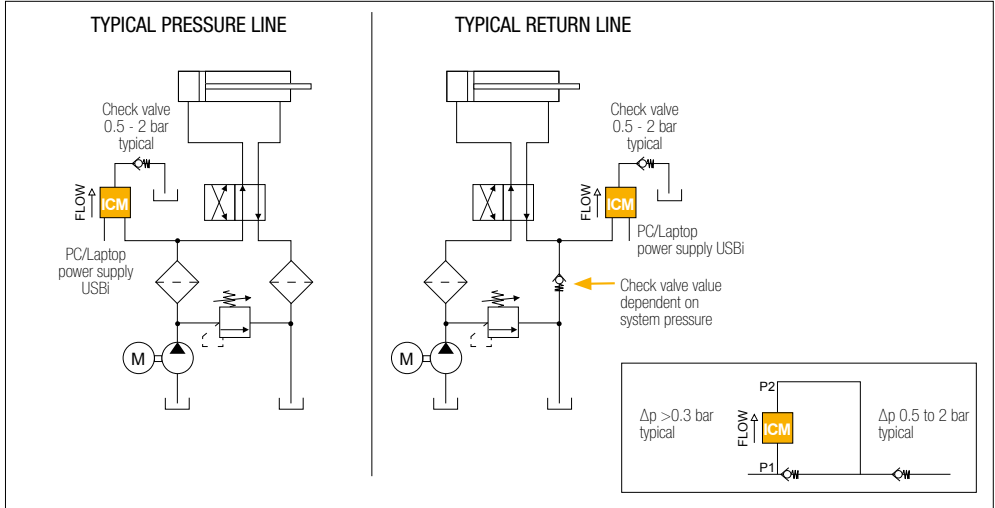 TYPICAL PRESSURE LINE
Check valve
0.5 - 2 bar
typical
FLOW
ICM
PC/Laptop
power supply
USBi
M
TYPICAL RETURN LINE
Check valve
0.5 - 2 bar
typical
FLOW
ICM
PC/Laptop
power supply USBi
Check valve value
dependent on
system pressure
M
P2
Δp >0.3 bar
typical
FLOW
ICM
Δp 0.5 to 2 bar
typical
P1